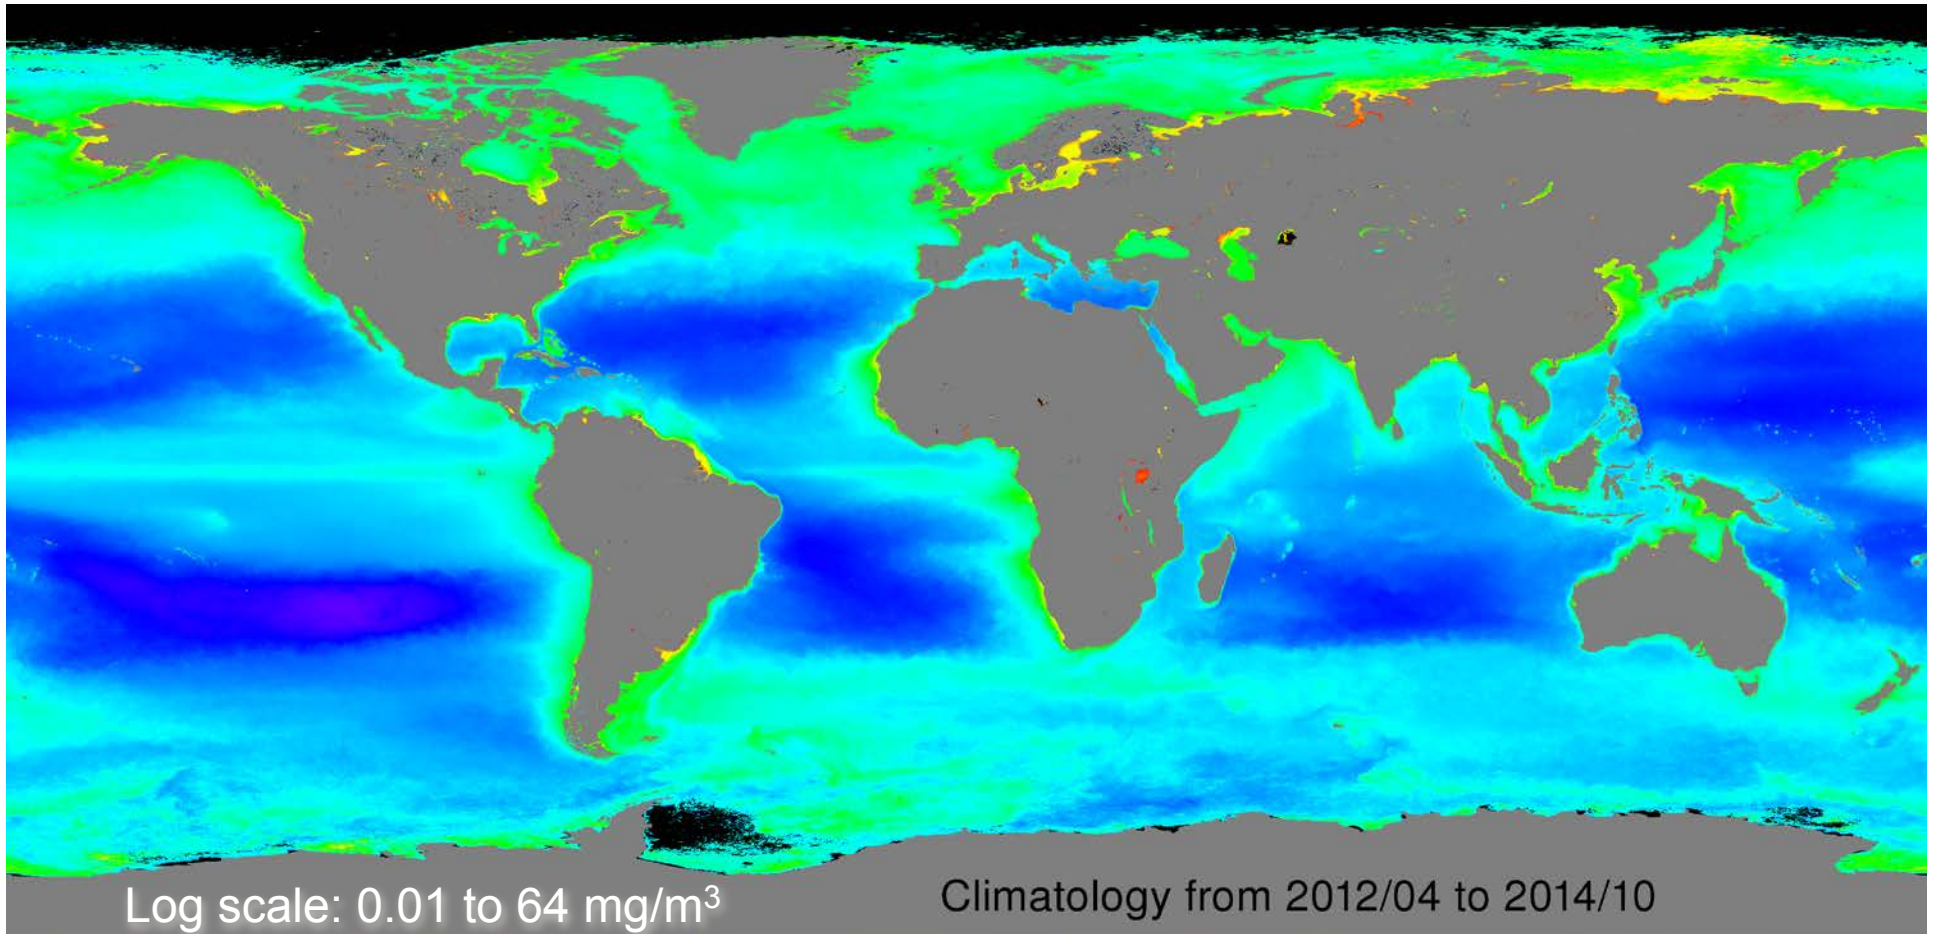 Log scale: 0.01 to 64 mg/m³
Climatology from 2012/04 to 2014/10